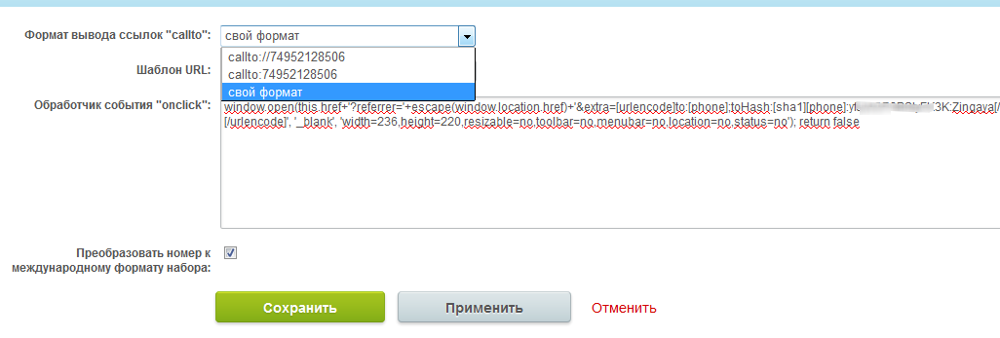 Формат вывода ссылок "callto": свой формат
callto://74952128506
Шаблон URL:
callto:74952128506
свой формат
Обработчик события "onclick":
window.open(this.href+'?referrer='+escape(window.location.href)+'&extra=[urlencode]to:[phone];toHash:[sha1][phone]:y 3K:Zingaya[/
[/urlencode]', '_blank', 'width=236,height=220,resizable=no,toolbar=no,menubar=no,location=no,status=no'); return false
Преобразовать номер к
международному формату набора:
Сохранить Применить Отменить